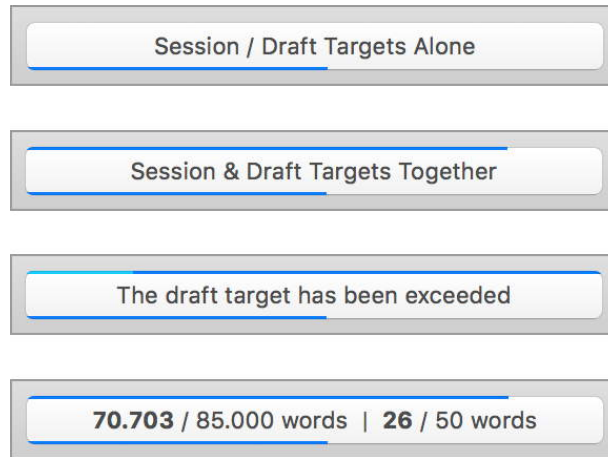 Session / Draft Targets Alone
Session & Draft Targets Together
The draft target has been exceeded
70.703 / 85.000 words | 26 / 50 words